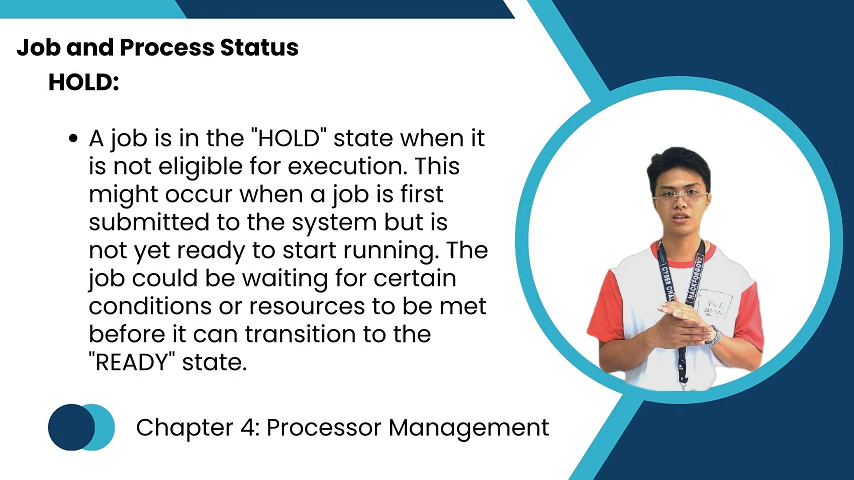 Job and Process Status
HOLD:
• A job is in the "HOLD" state when it
is not eligible for execution. This
might occur when a job is first
submitted to the system but is
not yet ready to start running. The
job could be waiting for certain
conditions or resources to be met
before it can transition to the
"READY" state.
Chapter 4: Processor Management